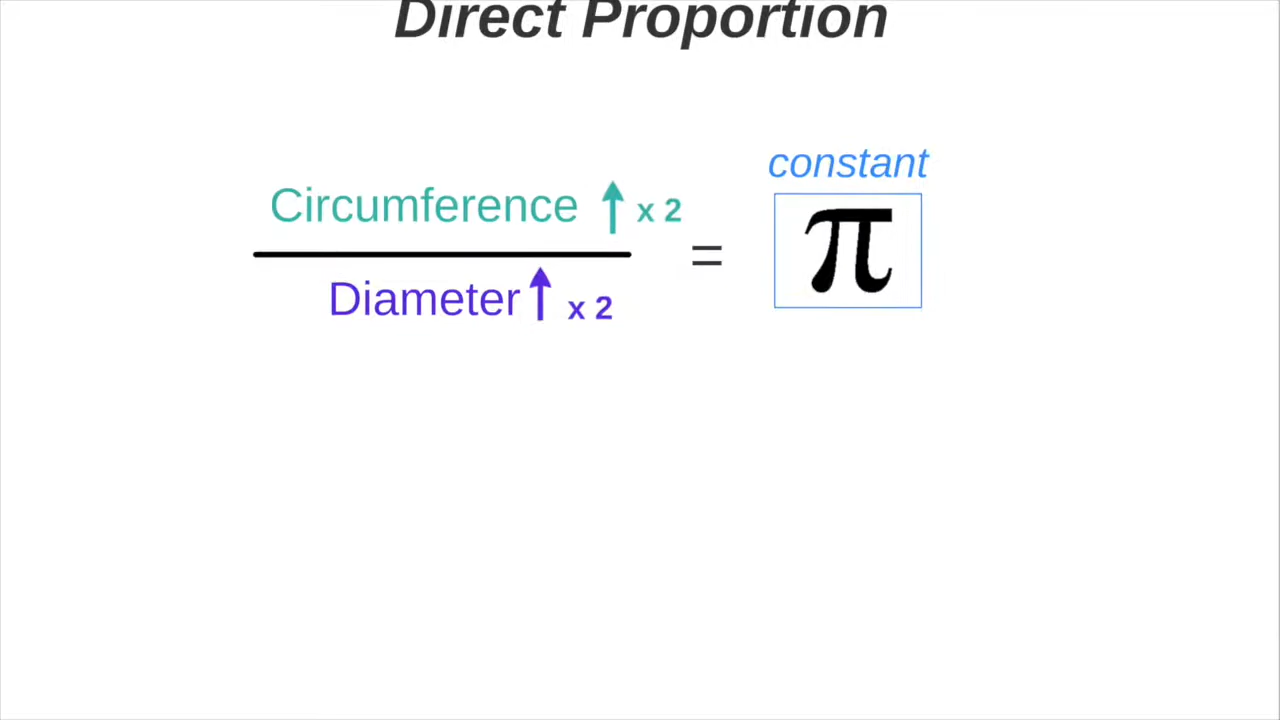 Direct Proportion
constant
Circumference ↑ x 2
= π
Diameter ↑ x 2